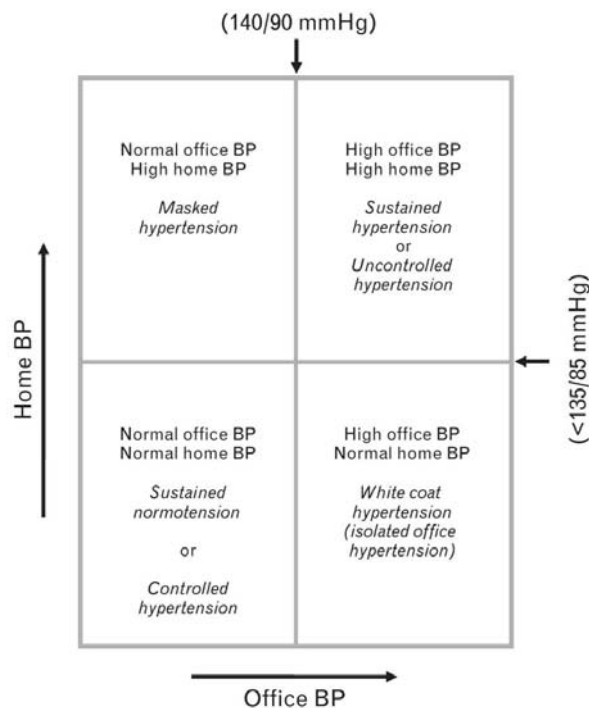 (140/90 mmHg)
Normal office BP
High home BP
Masked
hypertension
High office BP
High home BP
Sustained
hypertension
or
Uncontrolled
hypertension
Home BP
(<135/85 mmHg)
Normal office BP
Normal home BP
Sustained
normotension
or
Controlled
hypertension
High office BP
Normal home BP
White coat
hypertension
(isolated office
hypertension)
Office BP